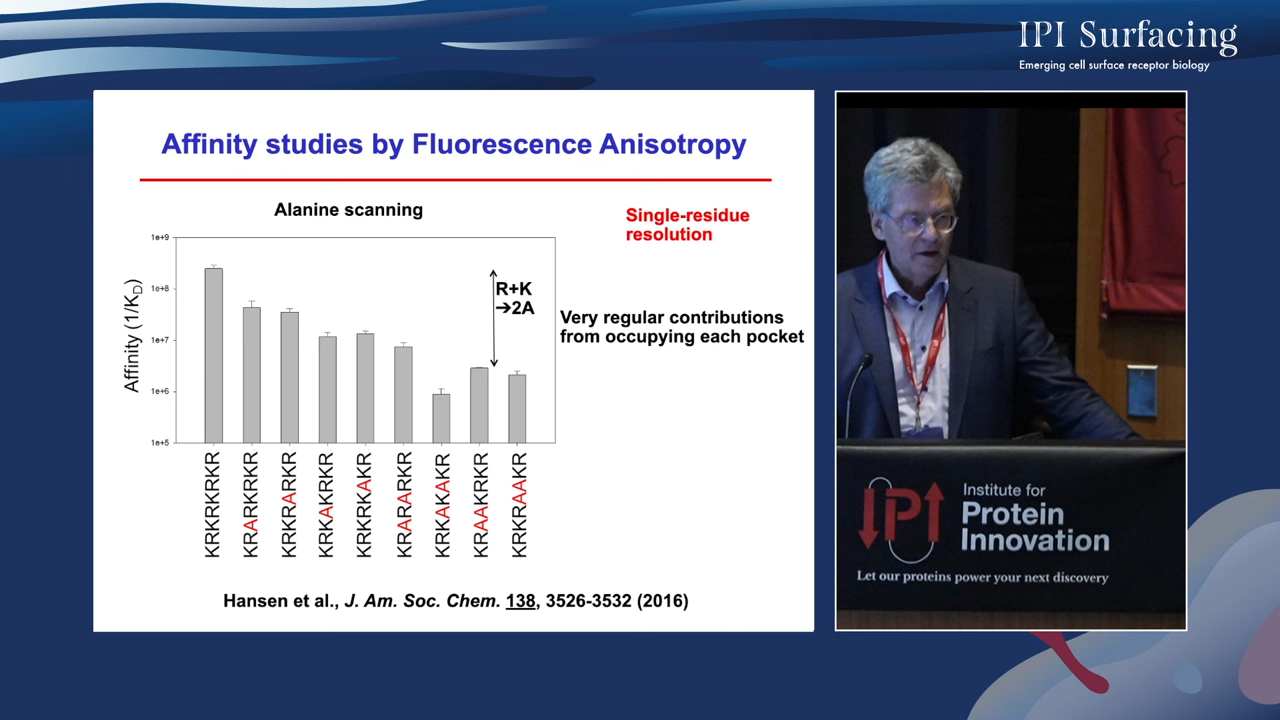 IPI Surfacing
Emerging cell surface receptor biology
Affinity studies by Fluorescence Anisotropy
Alanine scanning
Single-residue
resolution
1e+9
1e+8
1e+7
1e+6
1e+5
Affinity (1/KD)
R+K
→2A
Very regular contributions
from occupying each pocket
KRKRKRKR
KRARKRKR
KRKRARKR
KRKAKRKR
KRKRKAKR
KRARARKR
KRKAKAKR
KRAAKRKR
KRKRAAKR
Hansen et al., J. Am. Soc. Chem. 138, 3526-3532 (2016)
IPI
Institute for
Protein
Innovation
Let our proteins power your next discovery